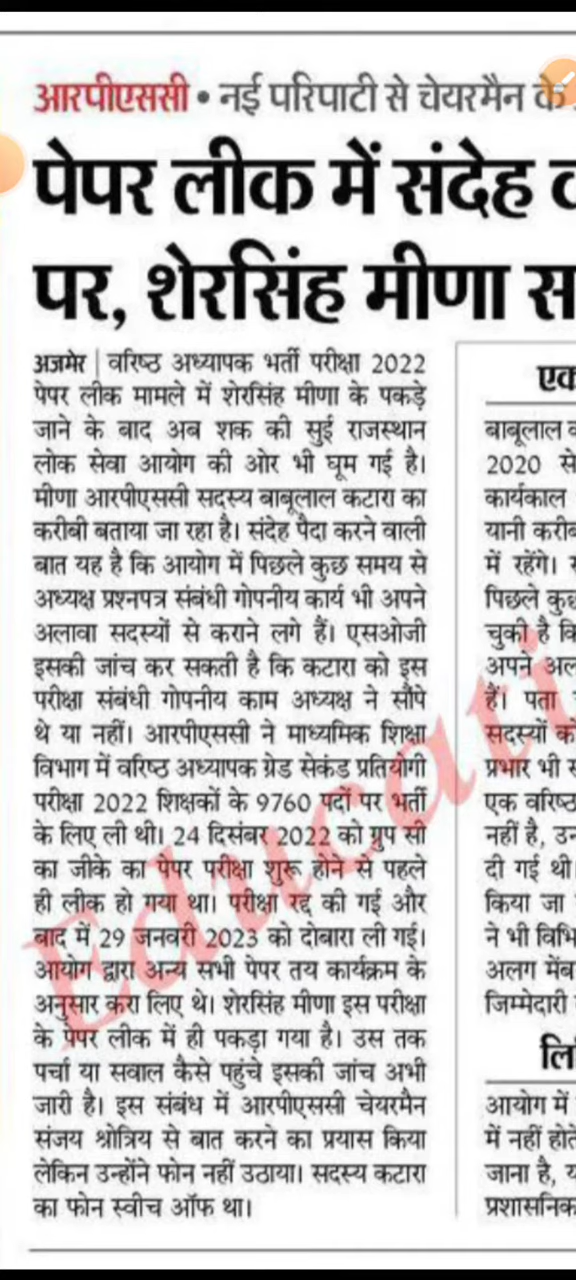 आरपीएससी • नई परिपाटी से चेयरमैन के
पेपर लीक में संदेह
पर, शेरसिंह मीणा
अजमेर | वरिष्ठ अध्यापक भर्ती परीक्षा 2022
पेपर लीक मामले में शेरसिंह मीणा के पकड़े
जाने के बाद अब शक की सुई राजस्थान
लोक सेवा आयोग की ओर भी घूम गई है।
मीणा आरपीएससी सदस्य बाबूलाल कटारा का
करीबी बताया जा रहा है। संदेह पैदा करने वाली
बात यह है कि आयोग में पिछले कुछ समय से
अध्यक्ष प्रश्नपत्र संबंधी गोपनीय कार्य भी अपने
अलावा सदस्यों से कराने लगे हैं। एसओजी
इसकी जांच कर सकती है कि कटारा को इस
परीक्षा संबंधी गोपनीय काम अध्यक्ष ने सौंपे
थे या नहीं। आरपीएससी ने माध्यमिक शिक्षा
विभाग में वरिष्ठ अध्यापक ग्रेड सेकंड प्रतियोगी
परीक्षा 2022 शिक्षकों के 9760 पदों पर भर्ती
के लिए ली थी। 24 दिसंबर 2022 को ग्रुप सी
का जीके का पेपर परीक्षा शुरू होने से पहले
ही लीक हो गया था। परीक्षा रद्द की गई और
बाद में 29 जनवरी 2023 को दोबारा ली गई।
आयोग द्वारा अन्य सभी पेपर तय कार्यक्रम के
अनुसार करा लिए थे। शेरसिंह मीणा इस परीक्षा
के पेपर लीक में ही पकड़ा गया है। उस तक
पर्चा या सवाल कैसे पहुंचे इसकी जांच अभी
जारी है। इस संबंध में आरपीएससी चेयरमैन
संजय श्रोत्रिय से बात करने का प्रयास किया
लेकिन उन्होंने फोन नहीं उठाया। सदस्य कटारा
का फोन स्वीच ऑफ था।
एक
बाबूलाल
2020 से
कार्यकाल
यानी करीब
में रहेंगे।
पिछले कुछ
चुकी है कि
अपने अल
हैं। पता
सदस्यों को
प्रभार भी
एक वरिष्ठ
नहीं है, उन
दी गई थी।
किया जा
ने भी विभि
अलग मेंब
जिम्मेदारी
लि
आयोग में
में नहीं होते
जाना है,
प्रशासनिक
Educati